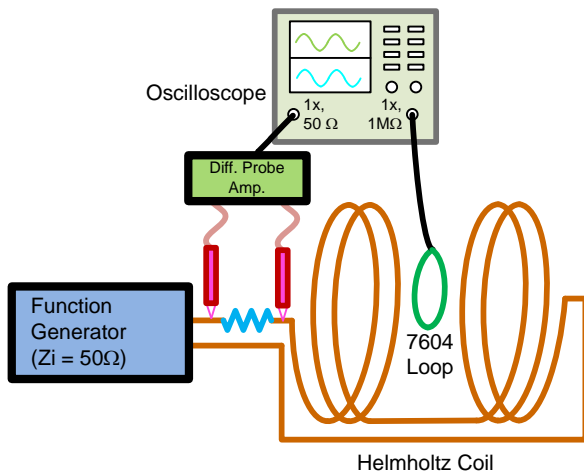 Oscilloscope
1x,
50 Ω
1x,
1MΩ
Diff. Probe
Amp.
Function
Generator
(Zi = 50Ω)
7604
Loop
Helmholtz Coil